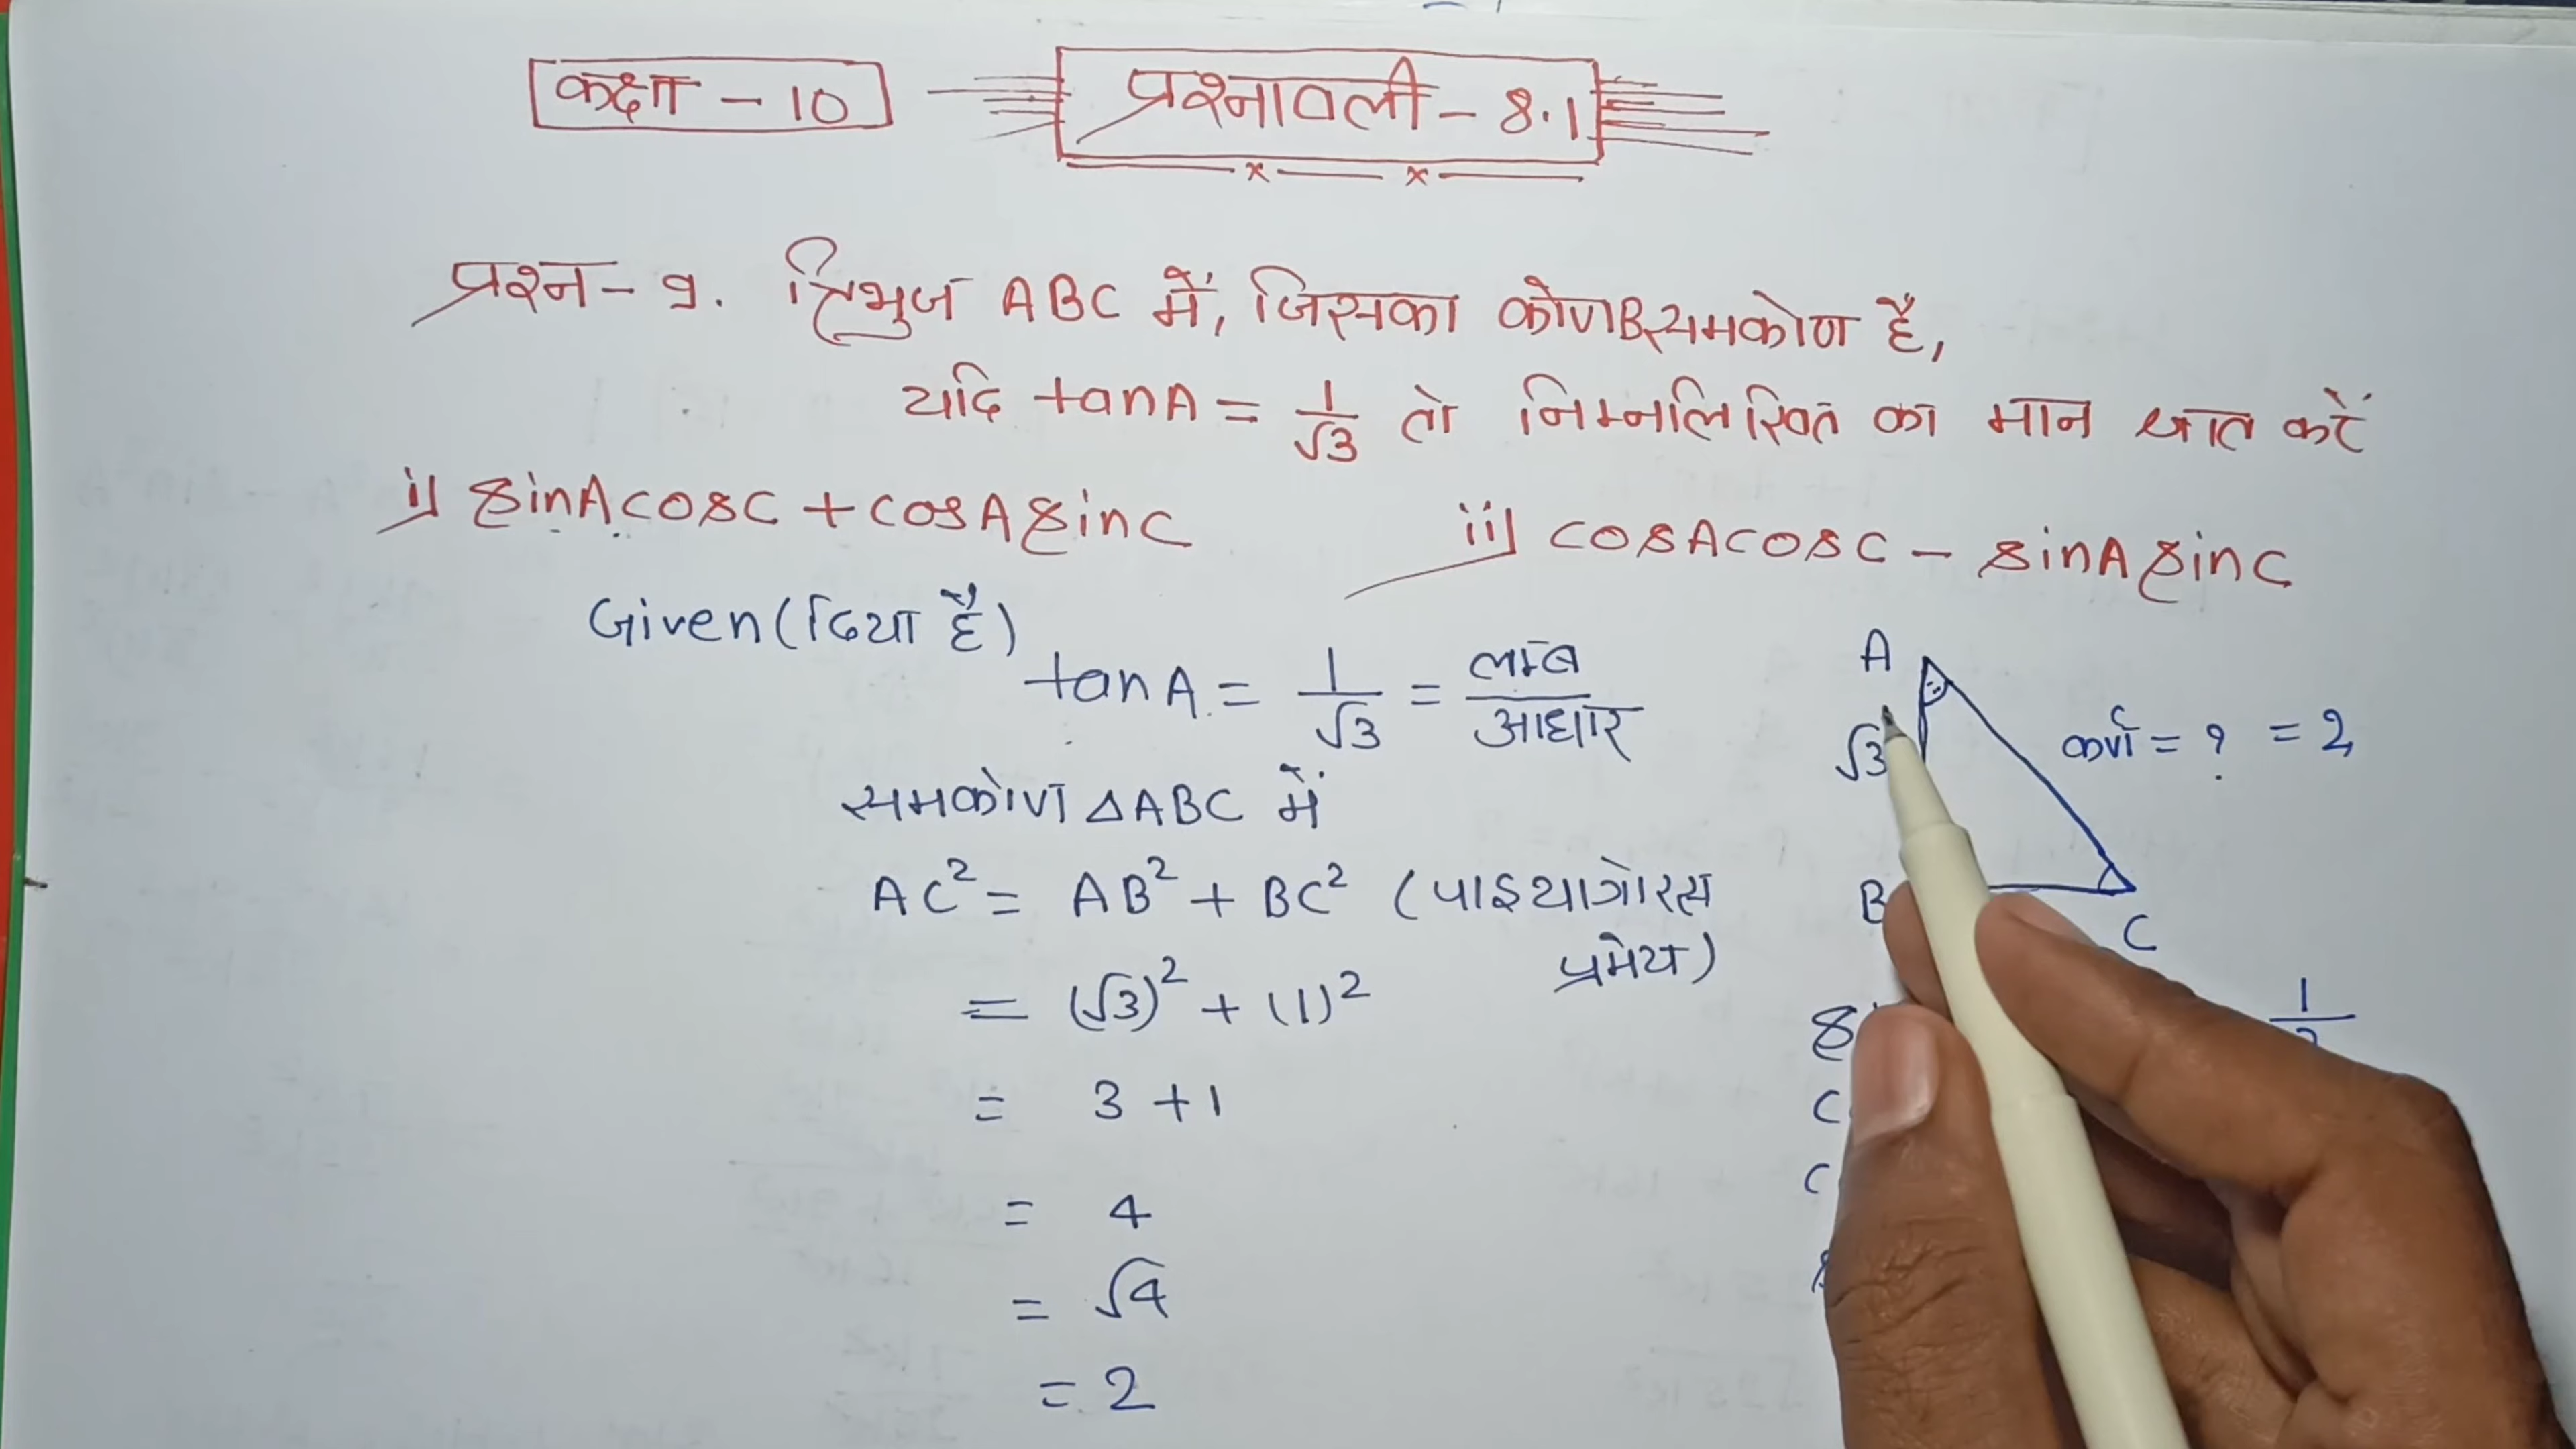 कक्षा - 10
प्रश्नावली - 8.1
प्रश्न - 9. त्रिभुज ABC में, जिसका कोण B समकोण है,
यदि tanA = 1/√3 तो निम्नलिखित का मान ज्ञात करें
i) sinA cosC + cosA sinC
ii) cosA cosC - sinA sinC
Given (दिया है)
tanA = 1/√3 = लम्ब/आधार
समकोण △ABC में
AC² = AB² + BC² (पाइथागोरस
प्रमेय)
= (√3)² + (1)²
= 3 + 1
= 4
= √4
= 2
A
√3
कर्ण = ? = 2
B
C